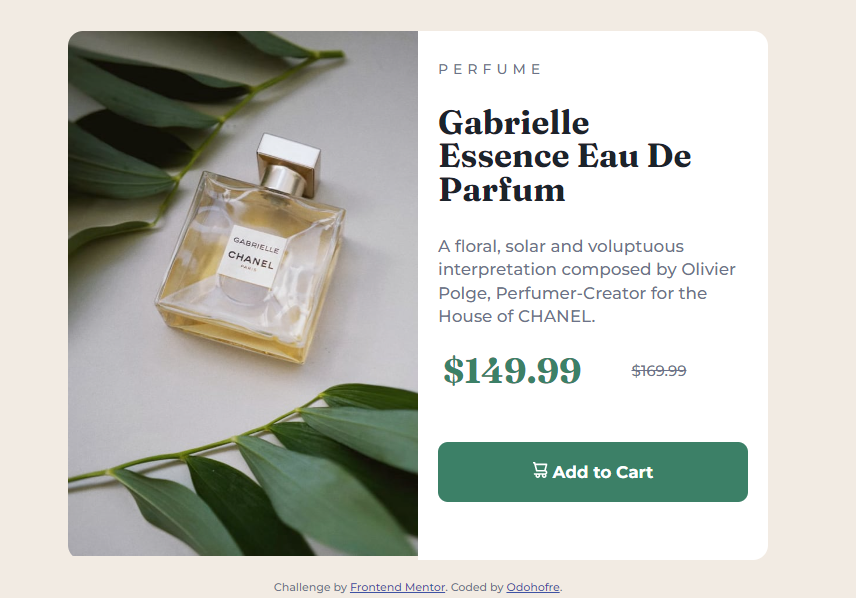 PERFUME
Gabrielle
Essence Eau De
Parfum
A floral, solar and voluptuous
interpretation composed by Olivier
Polge, Perfumer-Creator for the
House of CHANEL.
$149.99 $169.99
Add to Cart
GABRIELLE
CHANEL
PARIS
Challenge by Frontend Mentor. Coded by Odohofre.